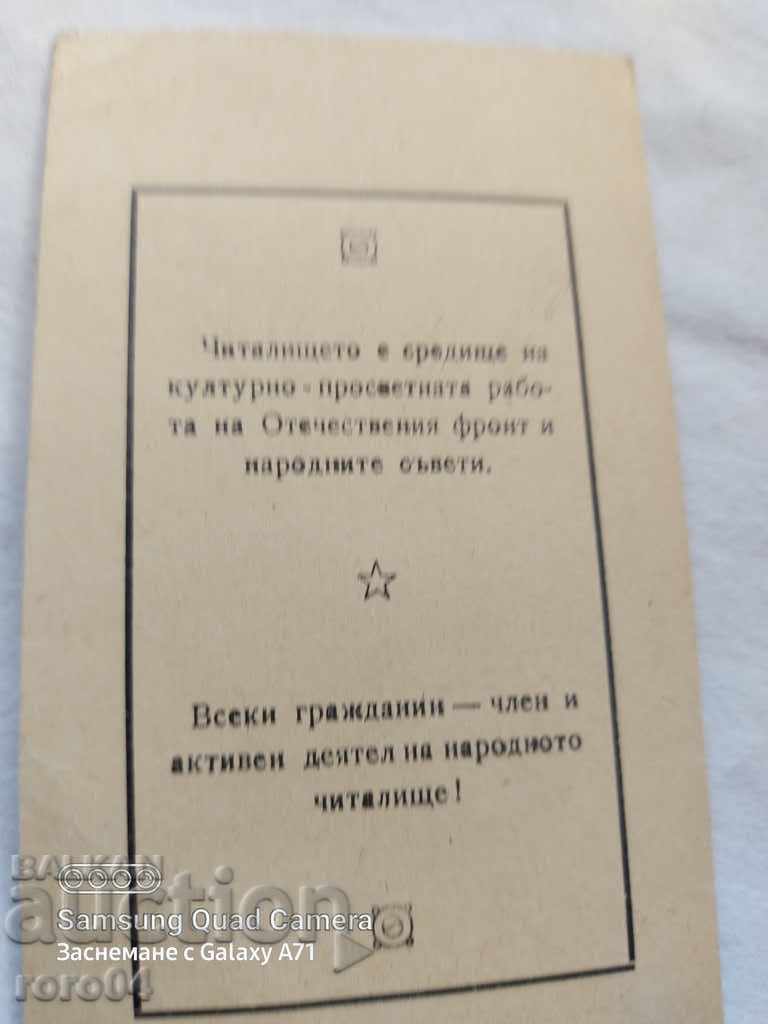 Читалището е средище на
културно-просветната рабо-
та на Отечествения фронт и
народните съвети.
Всеки гражданин — член и
активен деятел на народното
читалище!
BALKAN
auction
Samsung Quad Camera
Заснемане с Galaxy A71
roro04